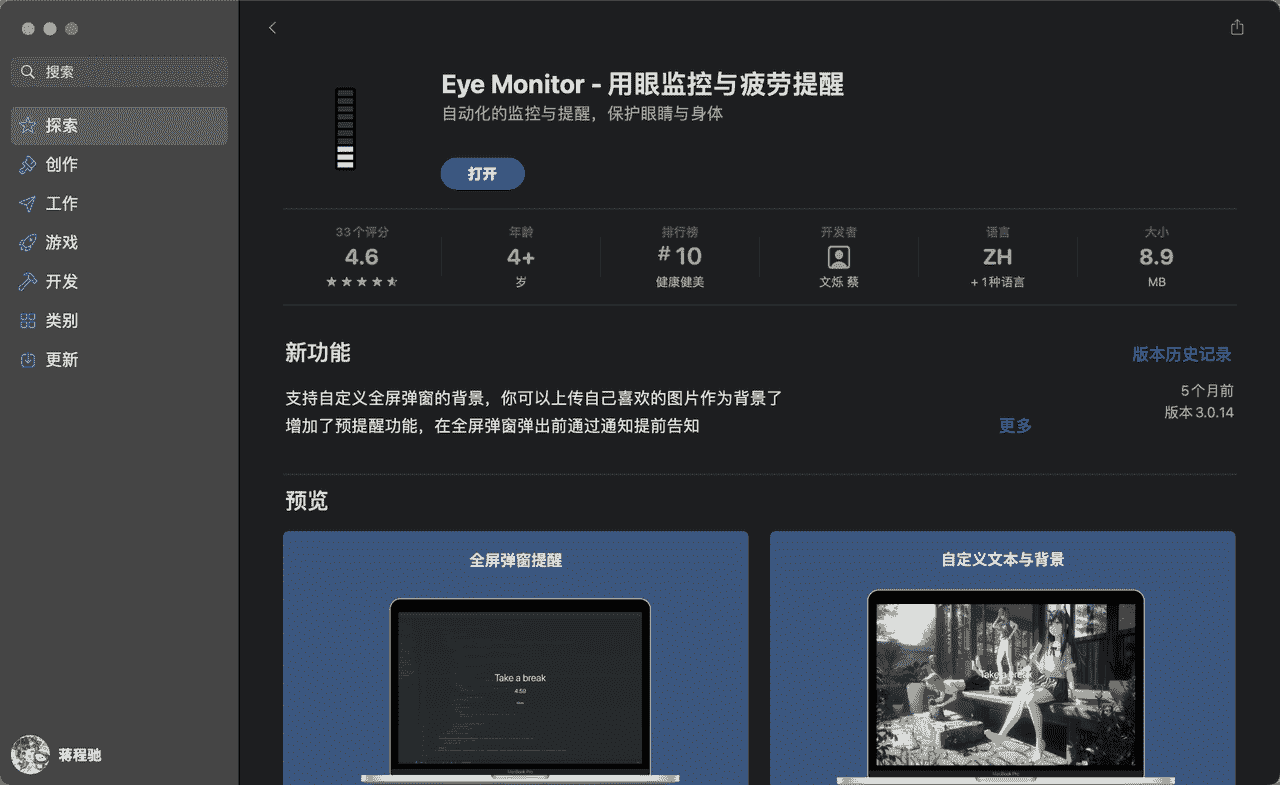 搜索
探索
创作
工作
游戏
开发
类别
更新
蒋程驰
Eye Monitor - 用眼监控与疲劳提醒
自动化的监控与提醒，保护眼睛与身体
打开
33个评分
4.6
年龄
4+
岁
排行榜
#10
健康健美
开发者
文烁 蔡
语言
ZH
+ 1种语言
大小
8.9
MB
新功能
版本历史记录
支持自定义全屏弹窗的背景，你可以上传自己喜欢的图片作为背景了
增加了预提醒功能，在全屏弹窗弹出前通过通知提前告知
更多
5个月前
版本 3.0.14
预览
全屏弹窗提醒
Take a break
4:59
MacBook Pro
自定义文本与背景
Take a break
MacBook Pro